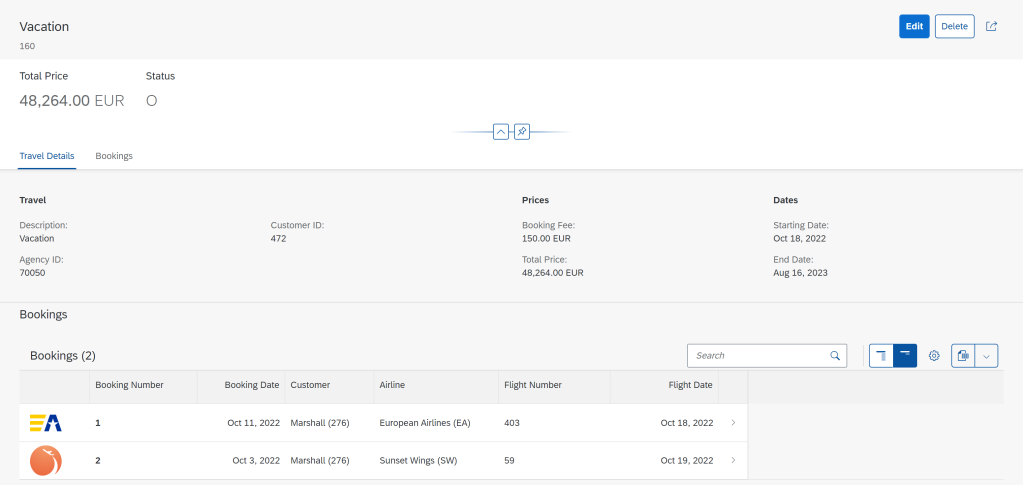 Vacation
Edit Delete
160
Total Price Status
48,264.00 EUR O
Travel Details Bookings
Travel Prices Dates
Description: Customer ID: Booking Fee: Starting Date:
Vacation 472 150.00 EUR Oct 18, 2022
Agency ID: Total Price: End Date:
70050 48,264.00 EUR Aug 16, 2023
Bookings
Bookings (2) Search
Booking Number Booking Date Customer Airline Flight Number Flight Date
EA 1 Oct 11, 2022 Marshall (276) European Airlines (EA) 403 Oct 18, 2022
2 Oct 3, 2022 Marshall (276) Sunset Wings (SW) 59 Oct 19, 2022